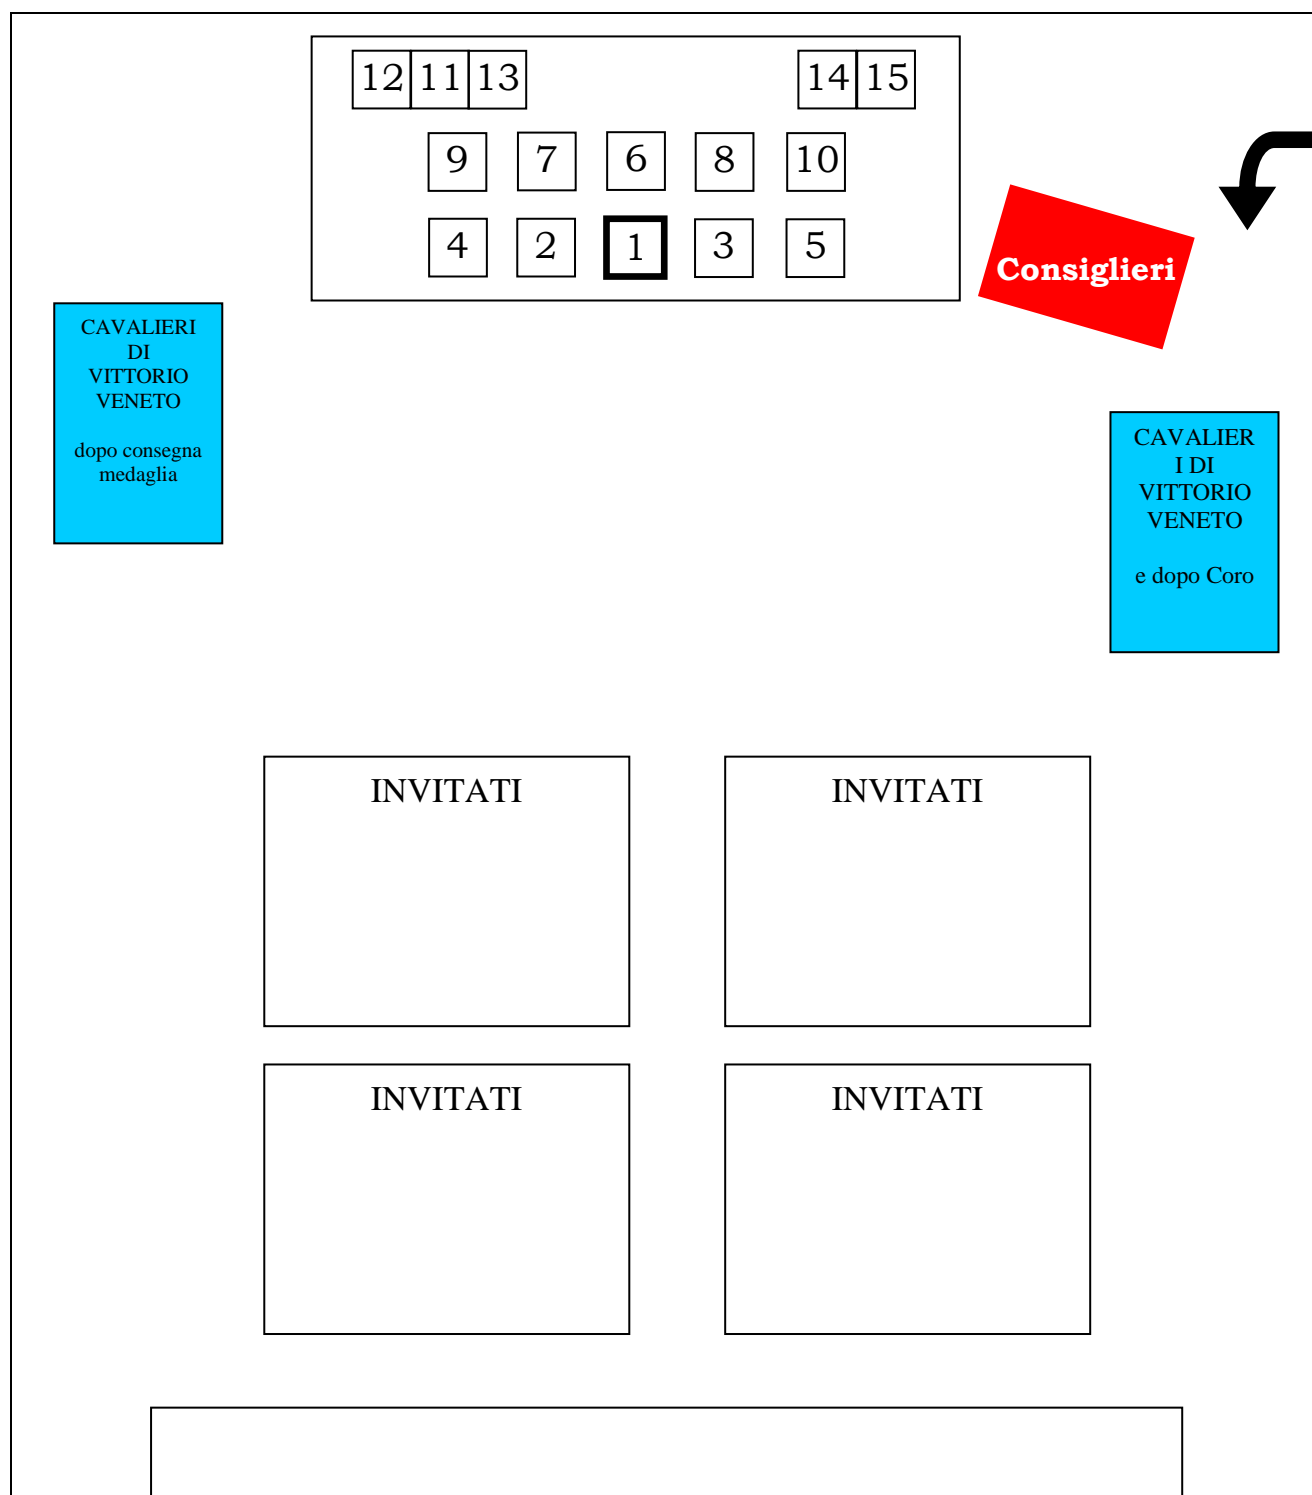 12 11 13 14 15
9 7 6 8 10
4 2 1 3 5
Consiglieri
CAVALIERI
DI
VITTORIO
VENETO
dopo consegna
medaglia
CAVALIER
I DI
VITTORIO
VENETO
e dopo Coro
INVITATI
INVITATI
INVITATI
INVITATI